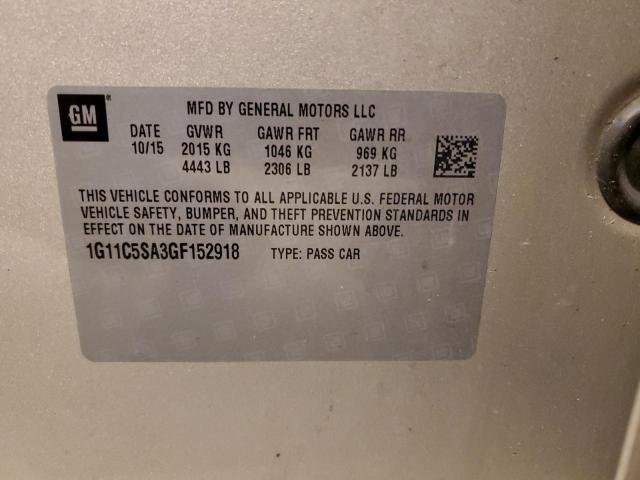 GM ®
MFD BY GENERAL MOTORS LLC
DATE GVWR GAWR FRT GAWR RR
10/15 2015 KG 1046 KG 969 KG
4443 LB 2306 LB 2137 LB
THIS VEHICLE CONFORMS TO ALL APPLICABLE U.S. FEDERAL MOTOR
VEHICLE SAFETY, BUMPER, AND THEFT PREVENTION STANDARDS IN
EFFECT ON THE DATE OF MANUFACTURE SHOWN ABOVE.
1G11C5SA3GF152918 TYPE: PASS CAR